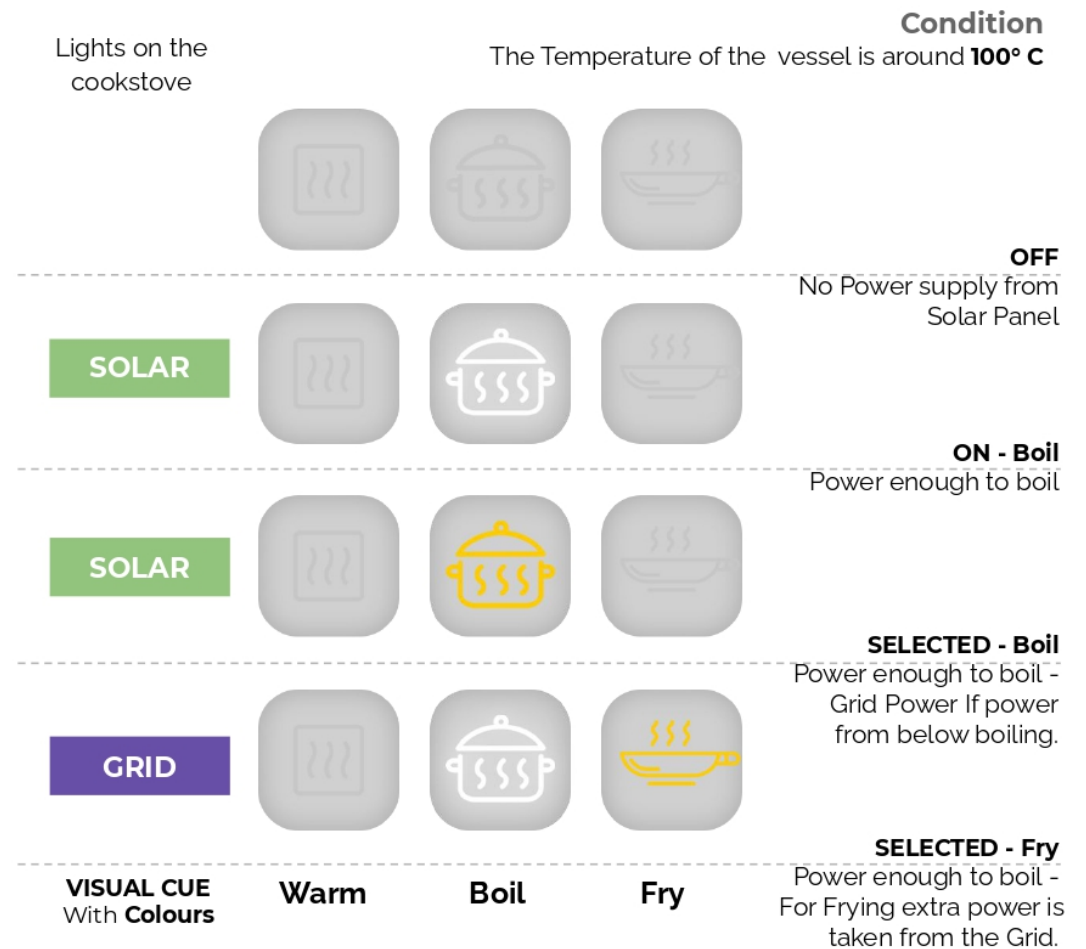 Condition
Lights on the
cookstove
The Temperature of the vessel is around 100° C
OFF
No Power supply from
Solar Panel
SOLAR
ON - Boil
Power enough to boil
SOLAR
SELECTED - Boil
Power enough to boil -
Grid Power If power
from below boiling.
GRID
SELECTED - Fry
Power enough to boil -
For Frying extra power is
taken from the Grid.
VISUAL CUE
With Colours
Warm
Boil
Fry